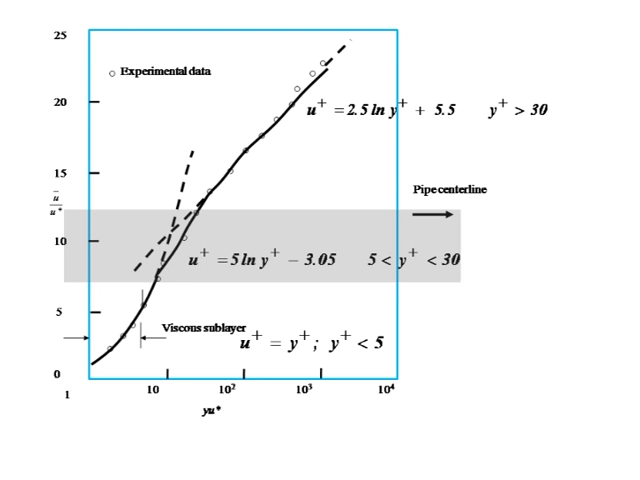 25
Experimental data
20
u⁺ = 2.5 ln y⁺ + 5.5 y⁺ > 30
15
Pipe centerline
u̅
u*
10
u⁺ = 5 ln y⁺ − 3.05 5 < y⁺ < 30
5
Viscous sublayer
u⁺ = y⁺; y⁺ < 5
0
1 10 10² 10³ 10⁴
yu*